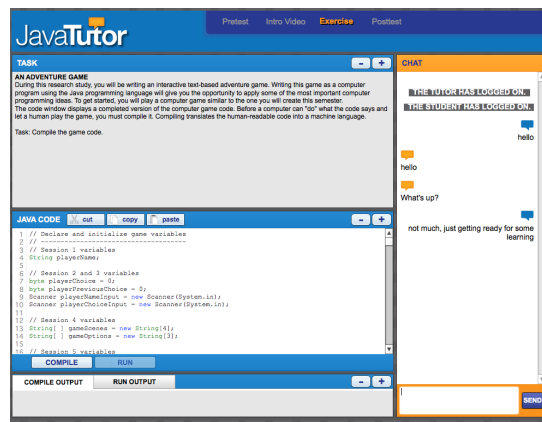 JavaTutor
Pretest Intro Video Exercise Posttest
TASK
- +
AN ADVENTURE GAME
During this research study, you will be writing an interactive text-based adventure game. Writing this game as a computer
program using the Java programming language will give you the opportunity to apply some of the most important computer
programming ideas. To get started, you will play a computer game similar to the one you will create this semester.
The code window displays a completed version of the computer game code. Before a computer can "do" what the code says and
let a human play the game, you must compile it. Compiling translates the human-readable code into a machine language.
Task: Compile the game code.
JAVA CODE cut copy paste
- +
1 // Declare and initialize game variables
2 // -------------------------------------
3 // Session 1 variables
4 String playerName;
5
6 // Session 2 and 3 variables
7 byte playerChoice = 0;
8 byte playerPreviousChoice = 0;
9 Scanner playerNameInput = new Scanner(System.in);
10 Scanner playerChoiceInput = new Scanner(System.in);
11
12 // Session 4 variables
13 String[ ] gameScenes = new String[4];
14 String[ ] gameOptions = new String[3];
15
16 // Session 5 variables
COMPILE RUN
COMPILE OUTPUT RUN OUTPUT
- +
CHAT
THE TUTOR HAS LOGGED ON.
THE STUDENT HAS LOGGED ON.
hello
hello
What's up?
not much, just getting ready for some
learning
SEND